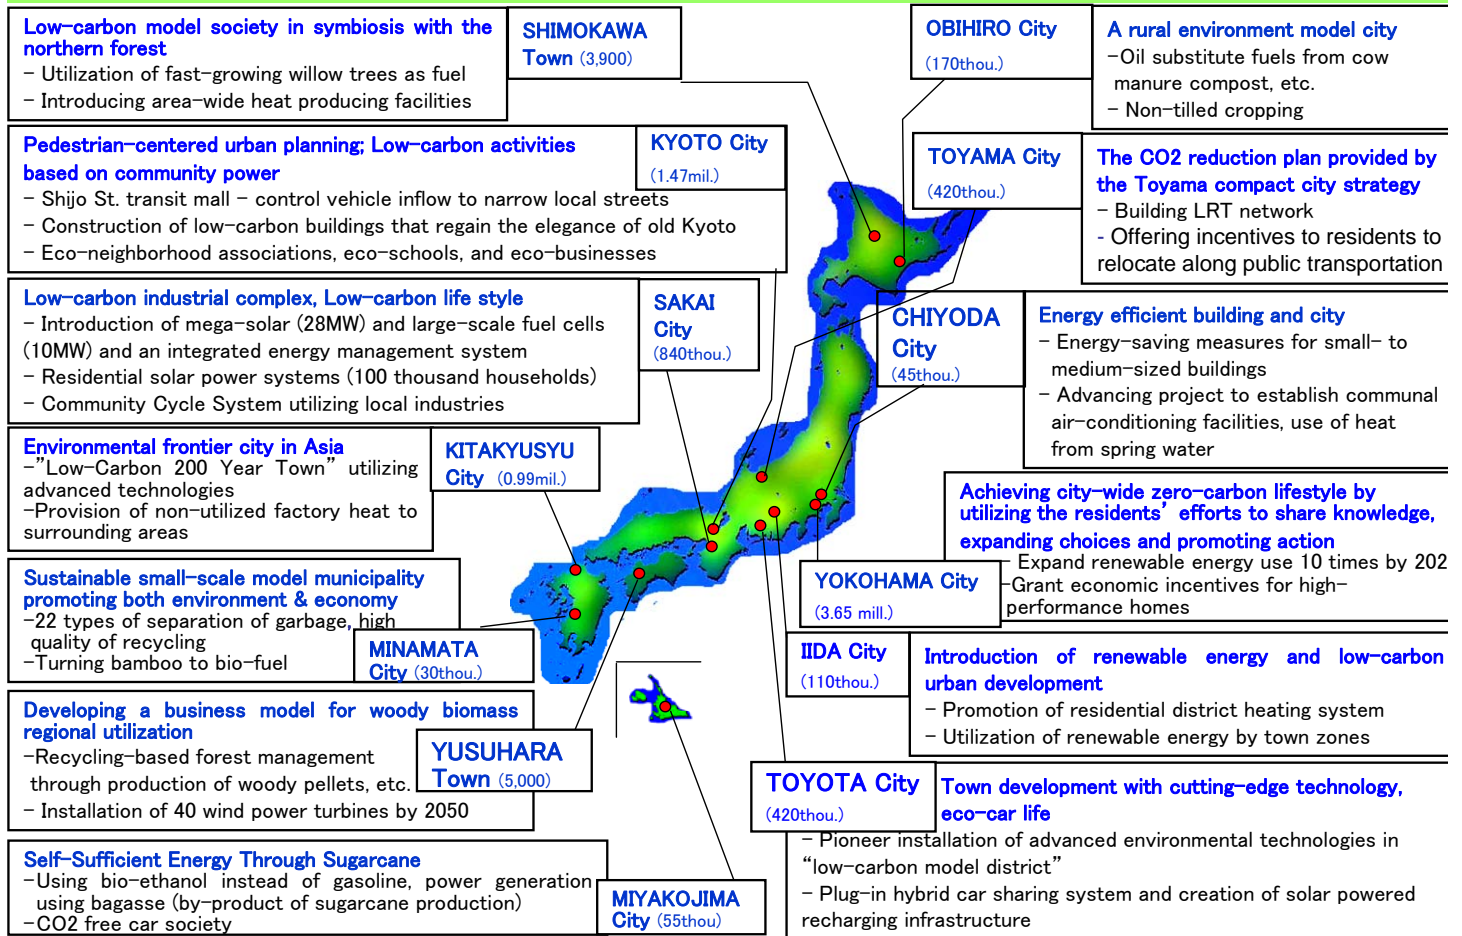 Low-carbon model society in symbiosis with the
northern forest
- Utilization of fast-growing willow trees as fuel
- Introducing area-wide heat producing facilities
SHIMOKAWA
Town (3,900)
OBIHIRO City
(170thou.)
A rural environment model city
-Oil substitute fuels from cow
manure compost, etc.
- Non-tilled cropping
Pedestrian-centered urban planning; Low-carbon activities
based on community power
- Shijo St. transit mall - control vehicle inflow to narrow local streets
- Construction of low-carbon buildings that regain the elegance of old Kyoto
- Eco-neighborhood associations, eco-schools, and eco-businesses
KYOTO City
(1.47mil.)
TOYAMA City
(420thou.)
The CO2 reduction plan provided by
the Toyama compact city strategy
- Building LRT network
- Offering incentives to residents to
relocate along public transportation
Low-carbon industrial complex, Low-carbon life style
- Introduction of mega-solar (28MW) and large-scale fuel cells
(10MW) and an integrated energy management system
- Residential solar power systems (100 thousand households)
- Community Cycle System utilizing local industries
SAKAI
City
(840thou.)
CHIYODA
City
(45thou.)
Energy efficient building and city
- Energy-saving measures for small- to
medium-sized buildings
- Advancing project to establish communal
air-conditioning facilities, use of heat
from spring water
Environmental frontier city in Asia
-"Low-Carbon 200 Year Town" utilizing
advanced technologies
-Provision of non-utilized factory heat to
surrounding areas
KITAKYUSYU
City (0.99mil.)
Achieving city-wide zero-carbon lifestyle by
utilizing the residents' efforts to share knowledge,
expanding choices and promoting action
- Expand renewable energy use 10 times by 202
-Grant economic incentives for high-
performance homes
YOKOHAMA City
(3.65 mill.)
Sustainable small-scale model municipality
promoting both environment & economy
-22 types of separation of garbage, high
quality of recycling
-Turning bamboo to bio-fuel
MINAMATA
City (30thou.)
IIDA City
(110thou.)
Introduction of renewable energy and low-carbon
urban development
- Promotion of residential district heating system
- Utilization of renewable energy by town zones
Developing a business model for woody biomass
regional utilization
-Recycling-based forest management
through production of woody pellets, etc.
- Installation of 40 wind power turbines by 2050
YUSUHARA
Town (5,000)
TOYOTA City
(420thou.)
Town development with cutting-edge technology,
eco-car life
- Pioneer installation of advanced environmental technologies in
“low-carbon model district”
- Plug-in hybrid car sharing system and creation of solar powered
recharging infrastructure
Self-Sufficient Energy Through Sugarcane
-Using bio-ethanol instead of gasoline, power generation
using bagasse (by-product of sugarcane production)
-CO2 free car society
MIYAKOJIMA
City (55thou)